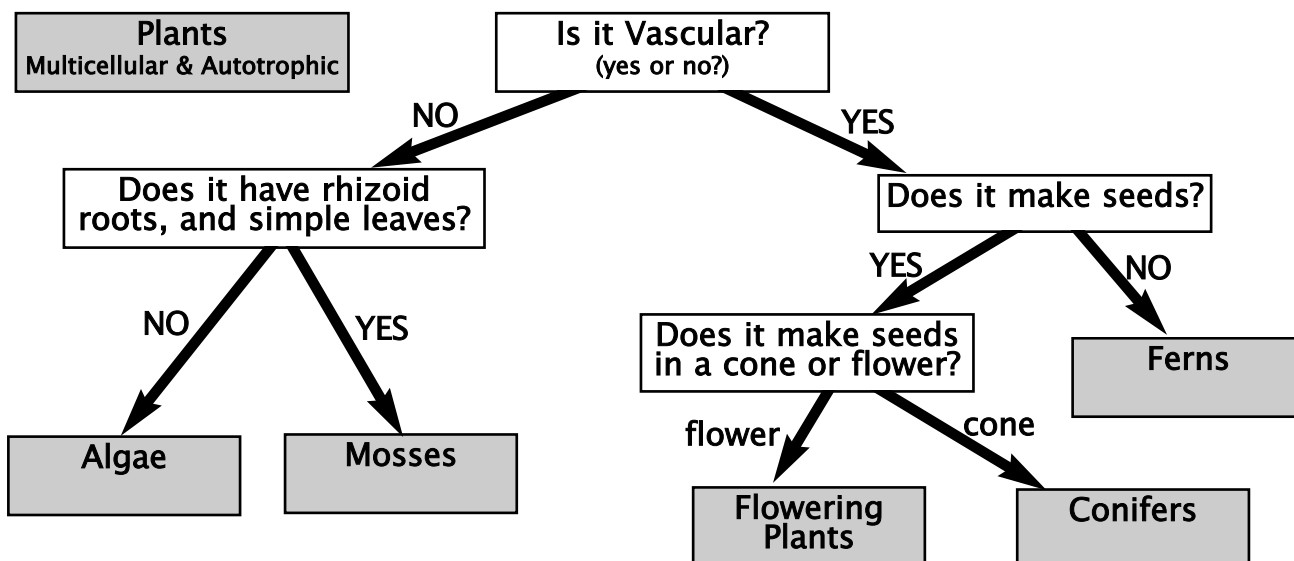 Plants
Multicellular & Autotrophic
Is it Vascular?
(yes or no?)
NO
YES
Does it have rhizoid
roots, and simple leaves?
Does it make seeds?
NO
YES
YES
NO
Does it make seeds
in a cone or flower?
Ferns
flower
cone
Algae
Mosses
Flowering
Plants
Conifers